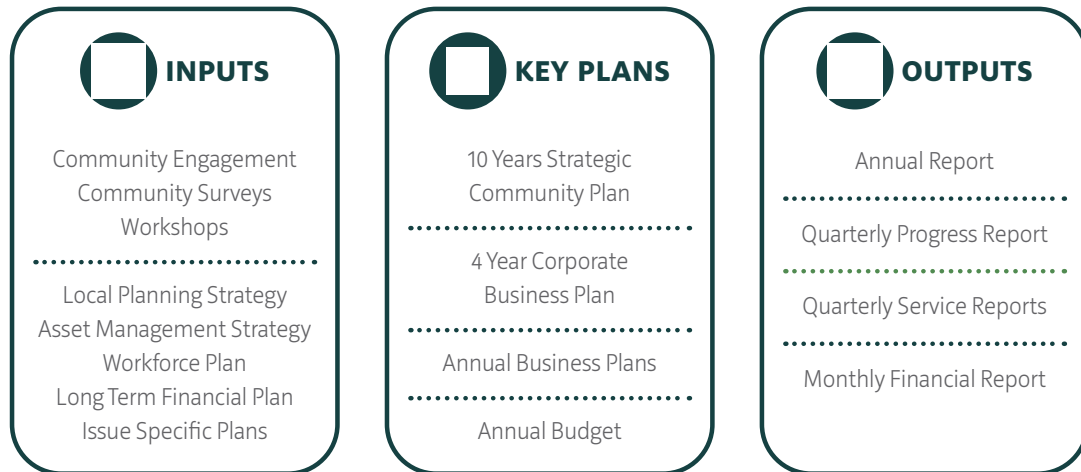 INPUTS
Community Engagement
Community Surveys
Workshops
Local Planning Strategy
Asset Management Strategy
Workforce Plan
Long Term Financial Plan
Issue Specific Plans
KEY PLANS
10 Years Strategic
Community Plan
4 Year Corporate
Business Plan
Annual Business Plans
Annual Budget
OUTPUTS
Annual Report
Quarterly Progress Report
Quarterly Service Reports
Monthly Financial Report